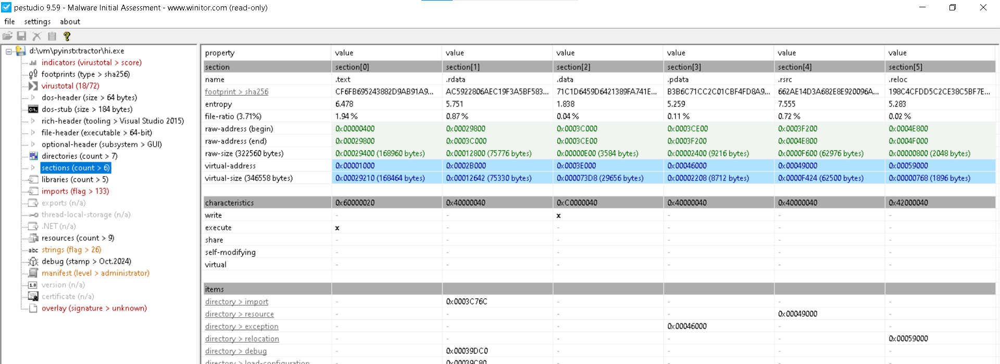 pestudio 9.59 - Malware Initial Assessment - www.winitor.com (read-only)
file settings about
d:\vm\pyinstxtractor\hi.exe
indicators (virustotal > score)
footprints (type > sha256)
virustotal (18/72)
dos-header (size > 64 bytes)
dos-stub (size > 184 bytes)
rich-header (tooling > Visual Studio 2015)
file-header (executable > 64-bit)
optional-header (subsystem > GUI)
directories (count > 7)
sections (count > 6)
libraries (count > 5)
imports (flag > 133)
exports (n/a)
thread-local-storage (n/a)
.NET (n/a)
resources (count > 9)
abc strings (flag > 26)
debug (stamp > Oct.2024)
manifest (level > administrator)
1.0 version (n/a)
certificate (n/a)
overlay (signature > unknown)
property value value value value value value
section section[0] section[1] section[2] section[3] section[4] section[5]
name .text .rdata .data .pdata .rsrc .reloc
footprint > sha256 CF6FB695243882D9AB91A9... AC5922806AEC19F3A5BF583... 71C1D6459D6421389FA741E... B3B6C71CC2C01CBF4FD8A9... 662AE14D3A682E8E920096A... 198C4CFDD5C2CE38C5BF7E...
entropy 6.478 5.751 1.838 5.259 7.555 5.283
file-ratio (3.71%) 1.94 % 0.87 % 0.04 % 0.11 % 0.72 % 0.02 %
raw-address (begin) 0x00000400 0x00029800 0x0003C000 0x0003CE00 0x0003F200 0x0004E800
raw-address (end) 0x00029800 0x0003C000 0x0003CE00 0x0003F200 0x0004E800 0x0004F000
raw-size (322560 bytes) 0x00029400 (168960 bytes) 0x00012800 (75776 bytes) 0x00000E00 (3584 bytes) 0x00002400 (9216 bytes) 0x0000F600 (62976 bytes) 0x00000800 (2048 bytes)
virtual-address 0x00001000 0x0002B000 0x0003E000 0x00046000 0x00049000 0x00059000
virtual-size (346558 bytes) 0x00029210 (168464 bytes) 0x00012642 (75330 bytes) 0x000073D8 (29656 bytes) 0x00002208 (8712 bytes) 0x0000F424 (62500 bytes) 0x00000768 (1896 bytes)
characteristics 0x60000020 0x40000040 0xC0000040 0x40000040 0x40000040 0x42000040
write - - x - - -
execute x - - - - -
share - - - - - -
self-modifying - - - - - -
virtual - - - - - -
items
directory > import - 0x0003C76C - - - -
directory > resource - - - - 0x00049000 -
directory > exception - - - 0x00046000 - -
directory > relocation - - - - - 0x00059000
directory > debug - 0x00039DC0 - - - -
directory > load-configuration - 0x00039C80 - - - -